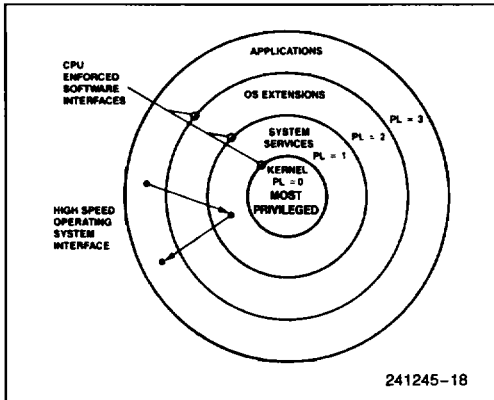 APPLICATIONS
CPU
ENFORCED
SOFTWARE
INTERFACES
OS EXTENSIONS
SYSTEM
SERVICES
PL = 3
PL = 2
PL = 1
KERNEL
PL = 0
MOST
PRIVILEGED
HIGH SPEED
OPERATING
SYSTEM
INTERFACE
241245-18